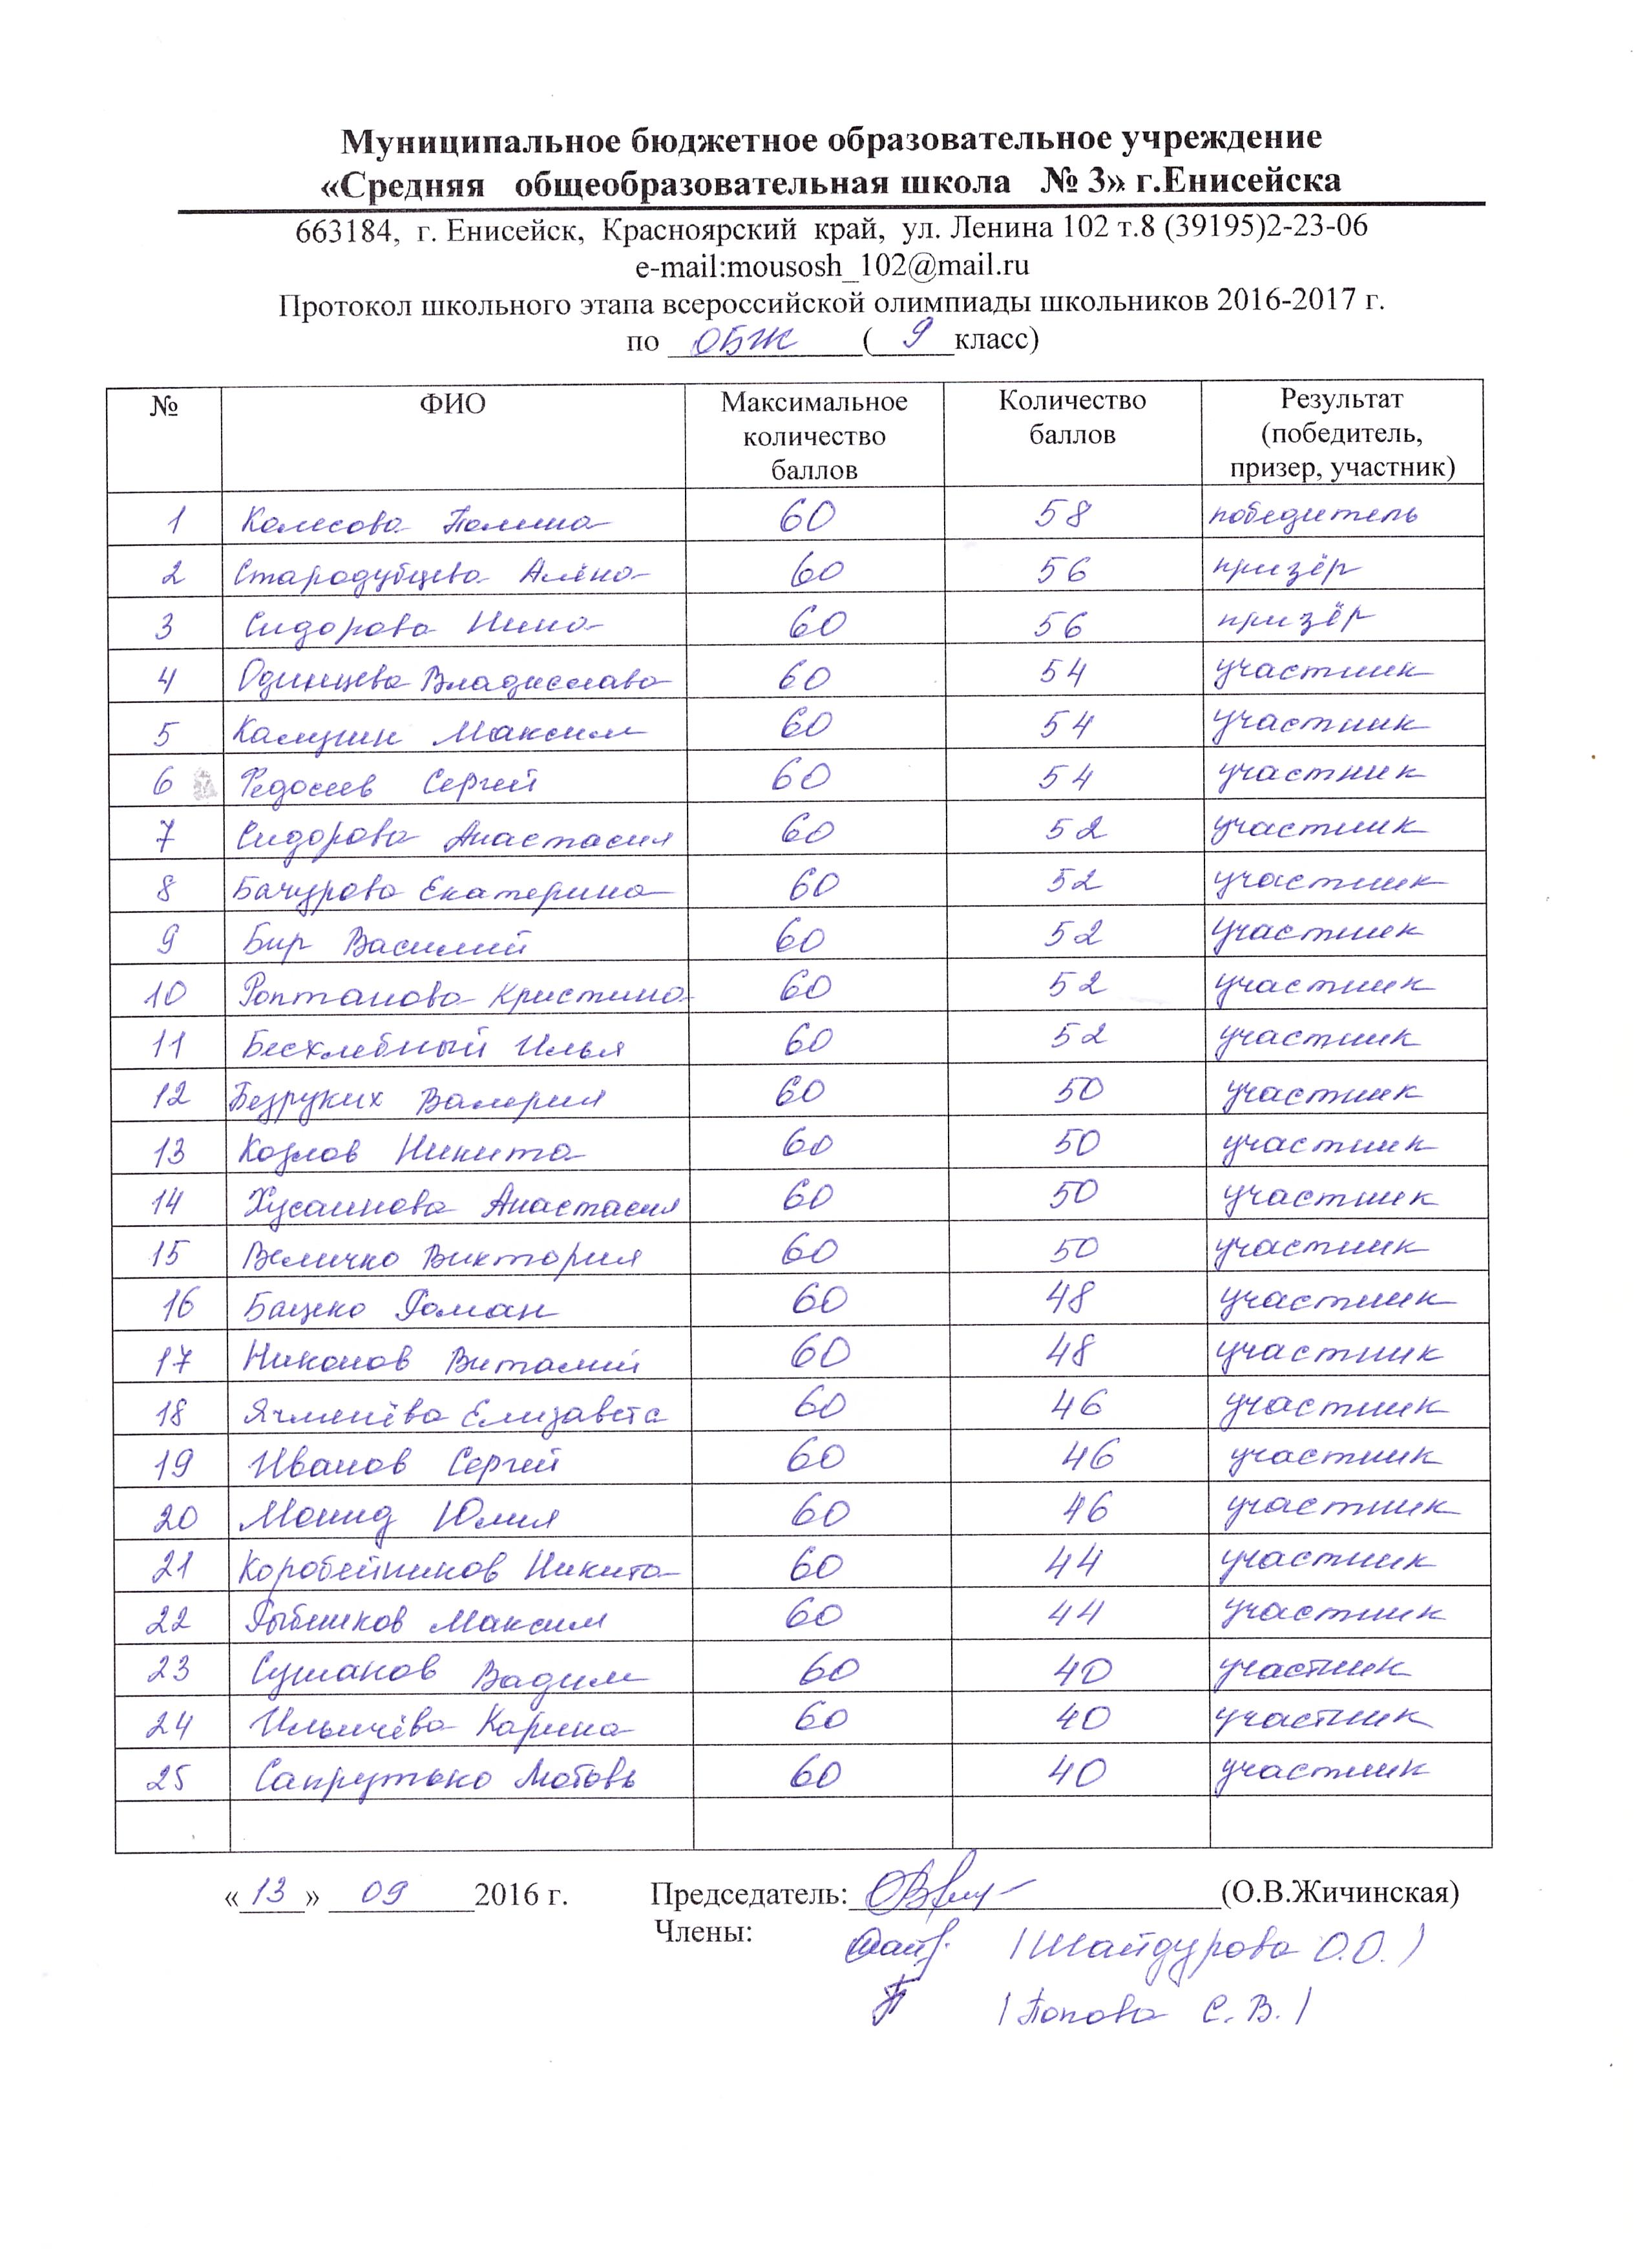 Муниципальное бюджетное образовательное учреждение
«Средняя общеобразовательная школа № 3» г.Енисейска
663184, г. Енисейск, Красноярский край, ул. Ленина 102 т.8 (39195)2-23-06
e-mail:mousosh_102@mail.ru
Протокол школьного этапа всероссийской олимпиады школьников 2016-2017 г.
по ОБЖ ( 9 класс)
№ ФИО Максимальное количество баллов Количество баллов Результат (победитель, призер, участник)
1 Колесова Полина 60 58 победитель
2 Стародубцева Алёна 60 56 призёр
3 Сидорова Нина 60 56 призёр
4 Одинцева Владислава 60 54 участник
5 Калугин Максим 60 54 участник
6 Федосеев Сергей 60 54 участник
7 Сидорова Анастасия 60 52 участник
8 Бачурова Екатерина 60 52 участник
9 Бир Василий 60 52 участник
10 Роптанова Кристина 60 52 участник
11 Бесхлебный Илья 60 52 участник
12 Безруких Валерия 60 50 участник
13 Козлов Никита 60 50 участник
14 Хусаинова Анастасия 60 50 участник
15 Величко Виктория 60 50 участник
16 Бацеко Роман 60 48 участник
17 Никонов Виталий 60 48 участник
18 Ячменёва Елизавета 60 46 участник
19 Иванов Сергей 60 46 участник
20 Юлия 60 46 участник
21 Коробейников Никита 60 44 участник
22 Максим 60 44 участник
23 Сушаков Вадим 60 40 участник
24 Ильичёва Карина 60 40 участник
25 Сапрутько Любовь 60 40 участник
«13» 09 2016 г. Председатель: (О.В.Жичинская)
Члены:
/Шайдурова О.О./
/Попова С.В./